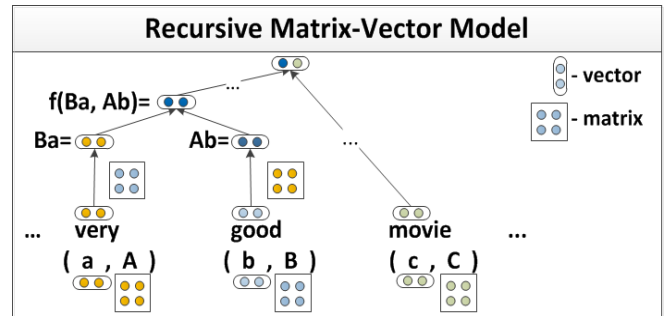 Recursive Matrix-Vector Model
...
- vector
f(Ba, Ab)=
- matrix
Ba=
Ab=
...
... very good movie ...
( a , A ) ( b , B ) ( c , C )